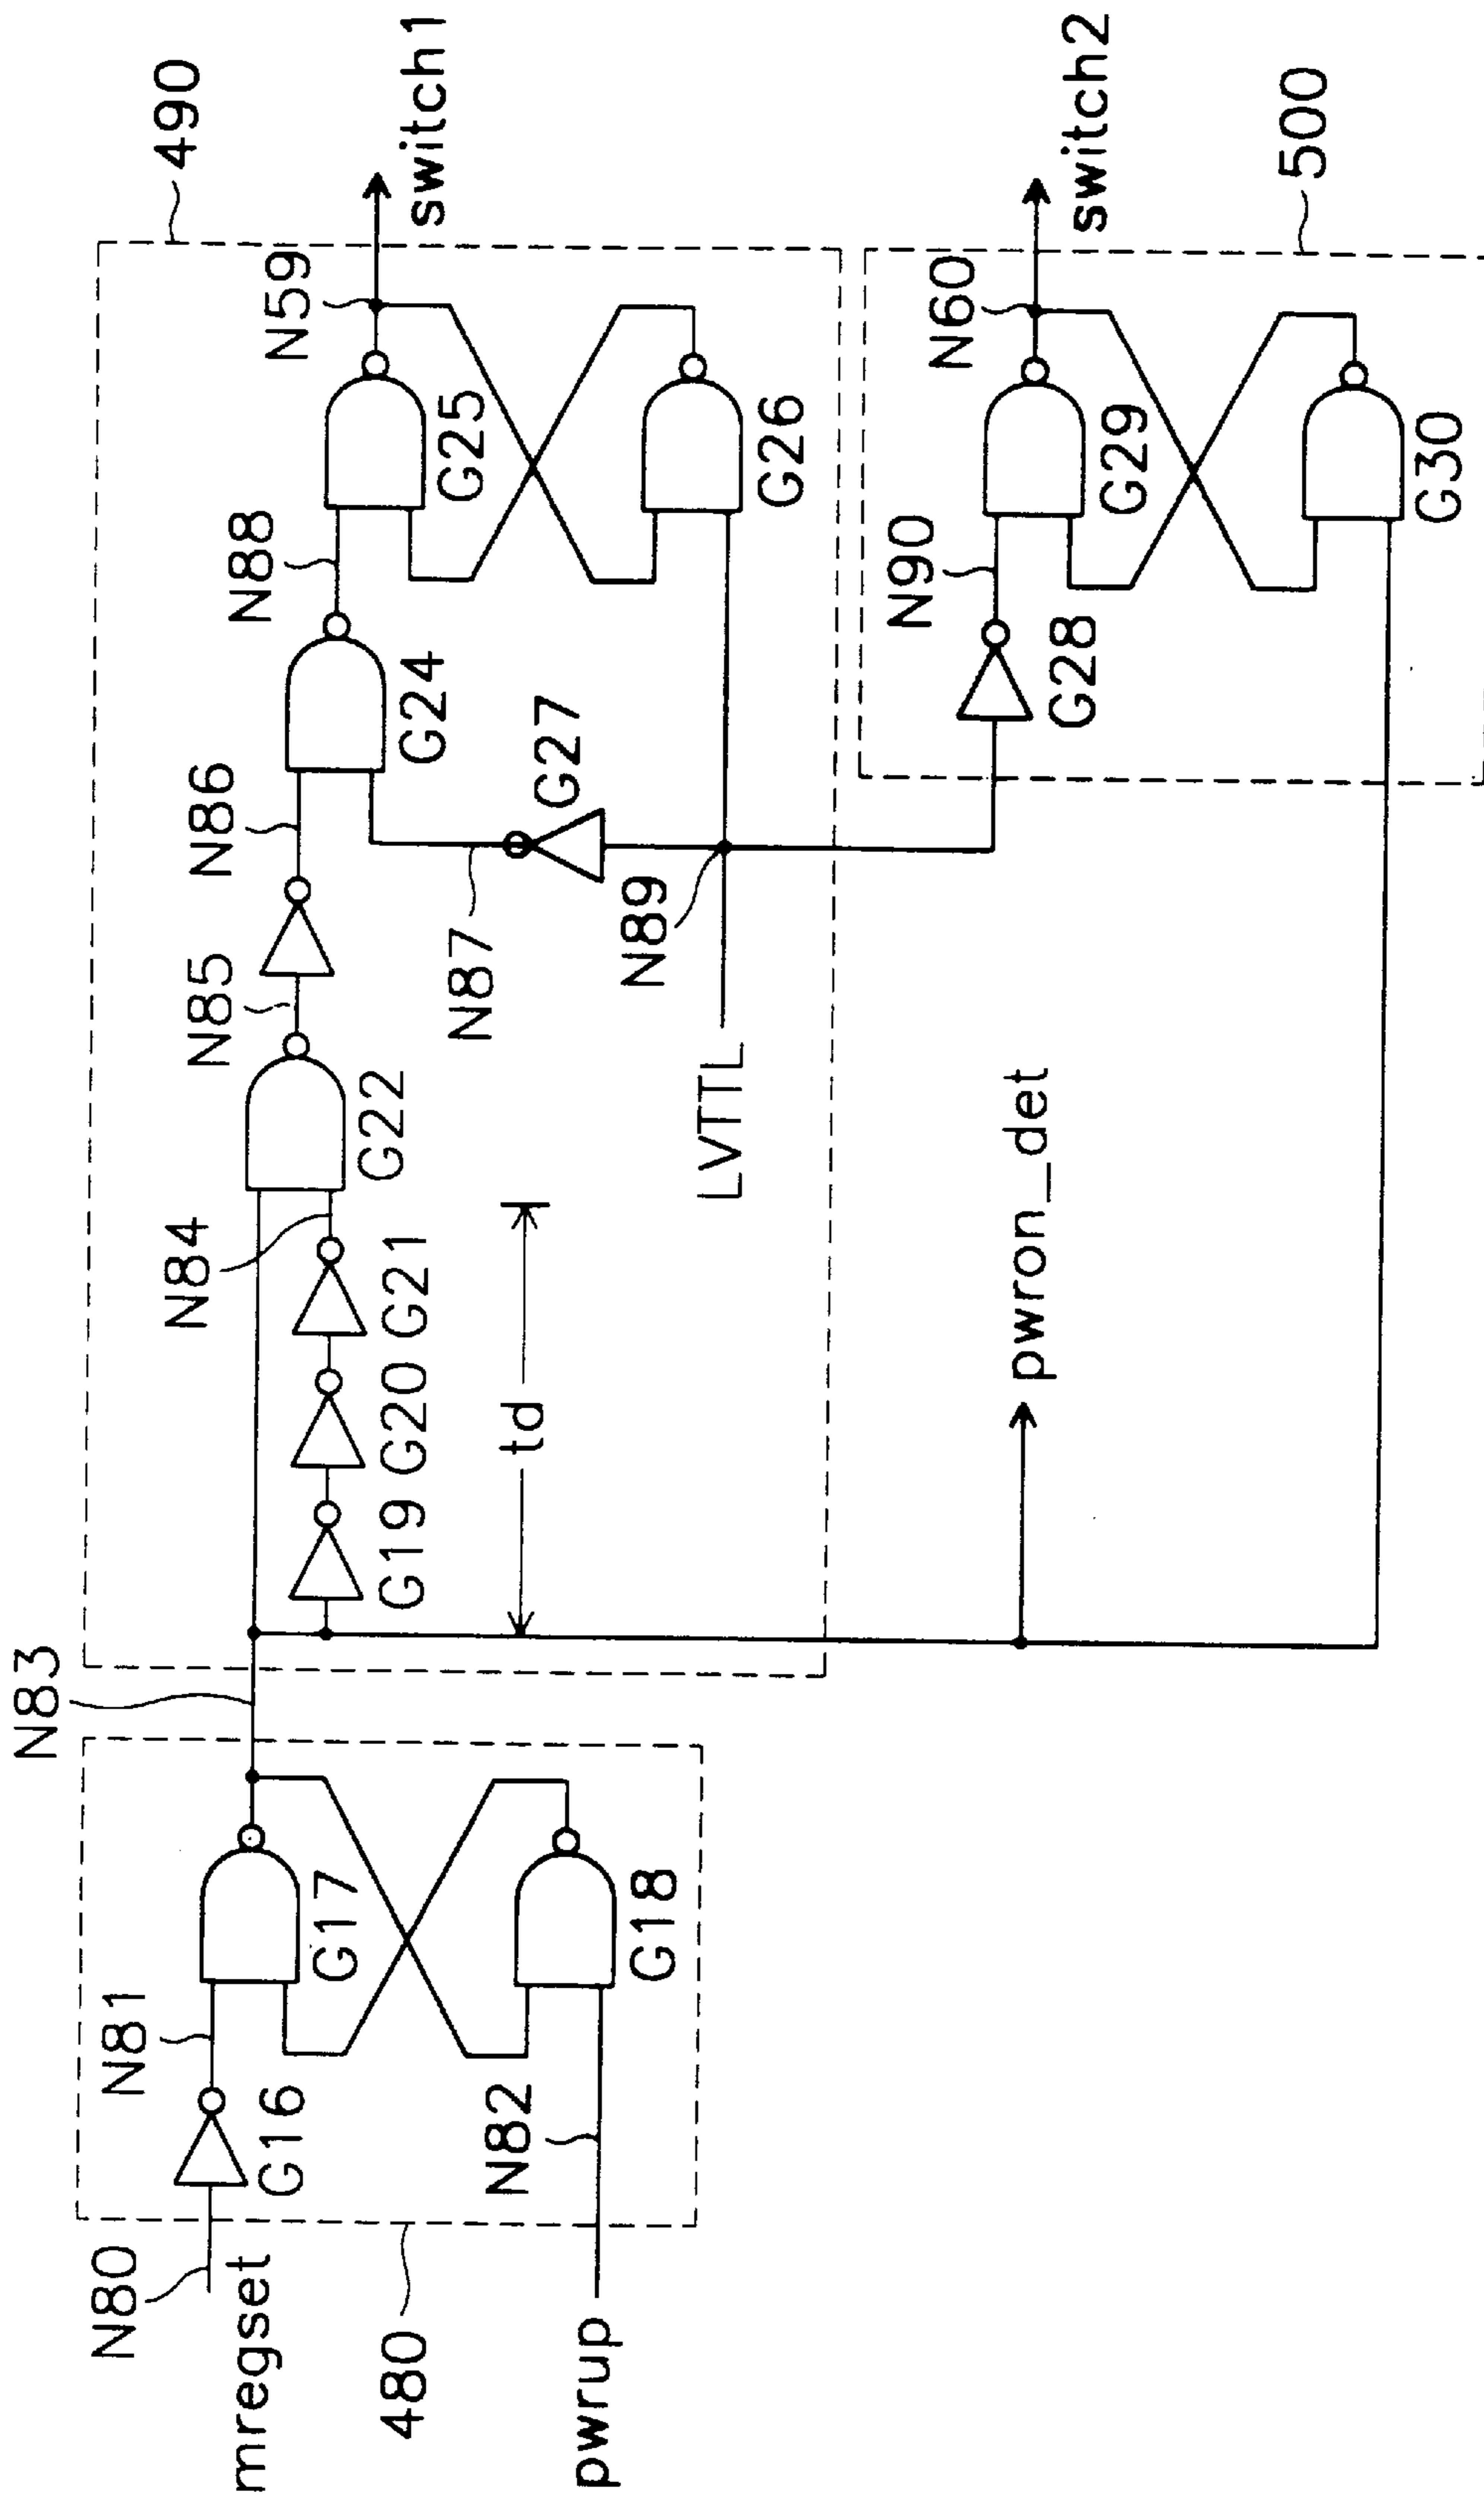 mregset
N80
G16
N81
G17
480
pwrup
N82
G18
N83
490
G19
G20
G21
td
N84
G22
N85
N86
N87
G27
G24
N88
G25
N59
switch1
LVTTL
N89
G26
pwron_det
500
G28
N90
G29
N60
switch2
G30